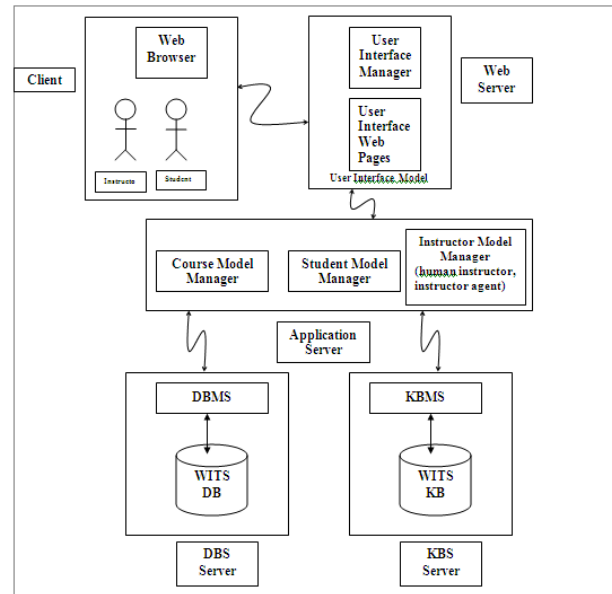 Client
Web
Browser
Instructo
Student
User
Interface
Manager
User
Interface
Web
Pages
User Interface Model
Web
Server
Course Model
Manager
Student Model
Manager
Instructor Model
Manager
(human instructor,
instructor agent)
Application
Server
DBMS
WITS
DB
DBS
Server
KBMS
WITS
KB
KBS
Server